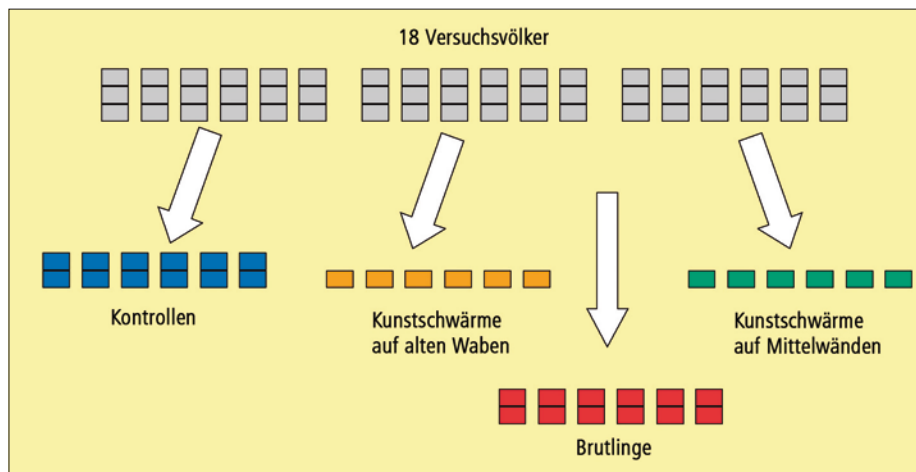 18 Versuchsvölker
Kontrollen
Kunstschwärme
auf alten Waben
Kunstschwärme
auf Mittelwänden
Brutlinge